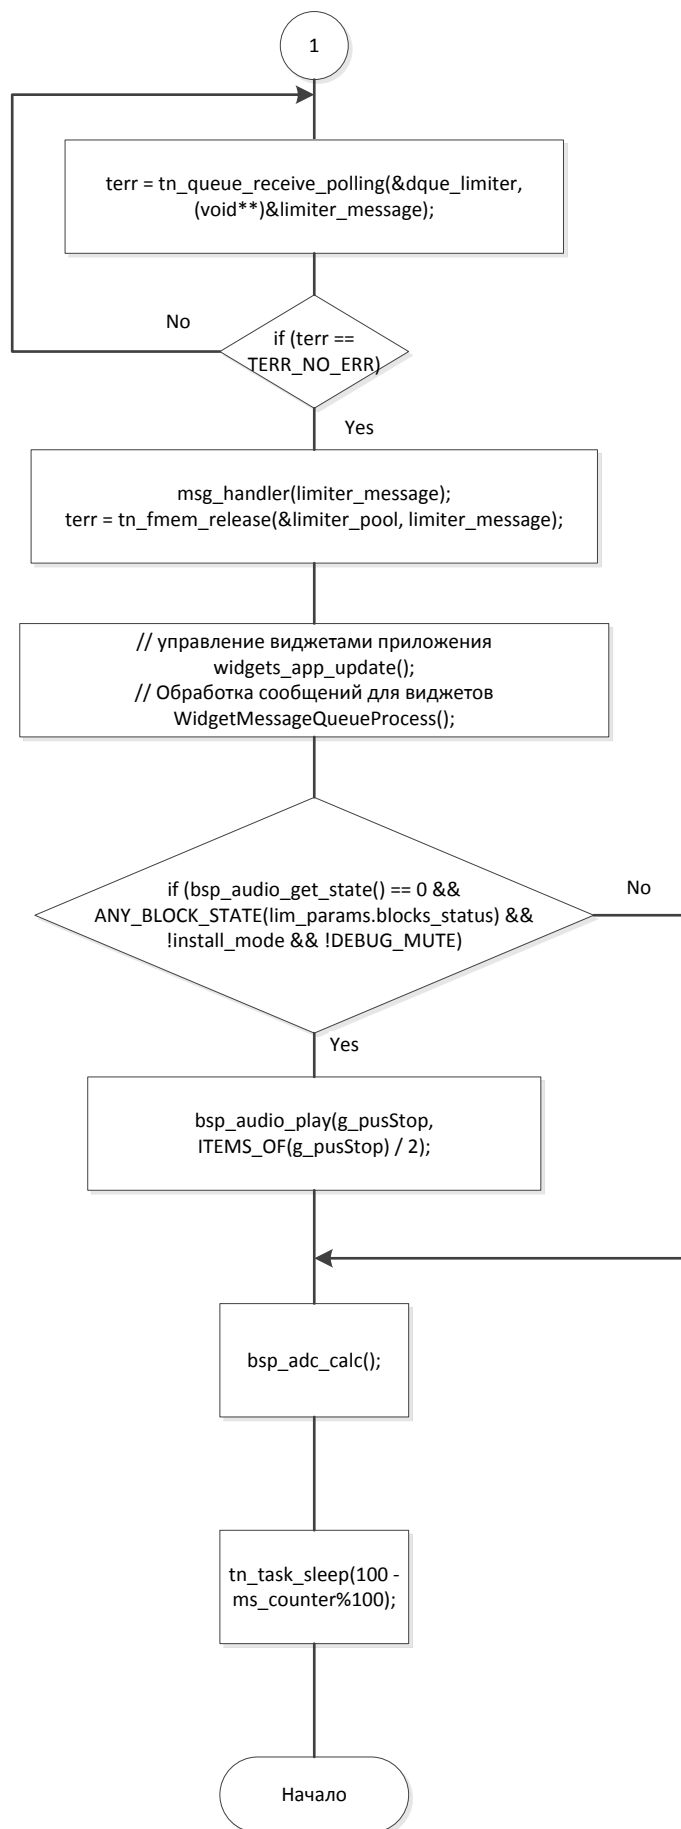 1
terr = tn_queue_receive_polling(&dque_limiter,
(void**)&limiter_message);
No
if (terr ==
TERR_NO_ERR)
Yes
msg_handler(limiter_message);
terr = tn_fmem_release(&limiter_pool, limiter_message);
// управление виджетами приложения
widgets_app_update();
// Обработка сообщений для виджетов
WidgetMessageQueueProcess();
if (bsp_audio_get_state() == 0 &&
ANY_BLOCK_STATE(lim_params.blocks_status) &&
!install_mode && !DEBUG_MUTE)
No
Yes
bsp_audio_play(g_pusStop,
ITEMS_OF(g_pusStop) / 2);
bsp_adc_calc();
tn_task_sleep(100 -
ms_counter%100);
Начало